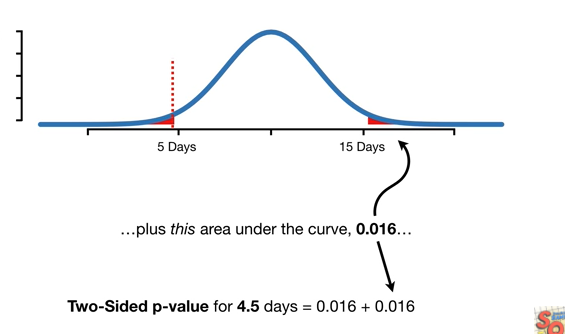 5 Days
15 Days
…plus this area under the curve, 0.016…
Two-Sided p-value for 4.5 days = 0.016 + 0.016